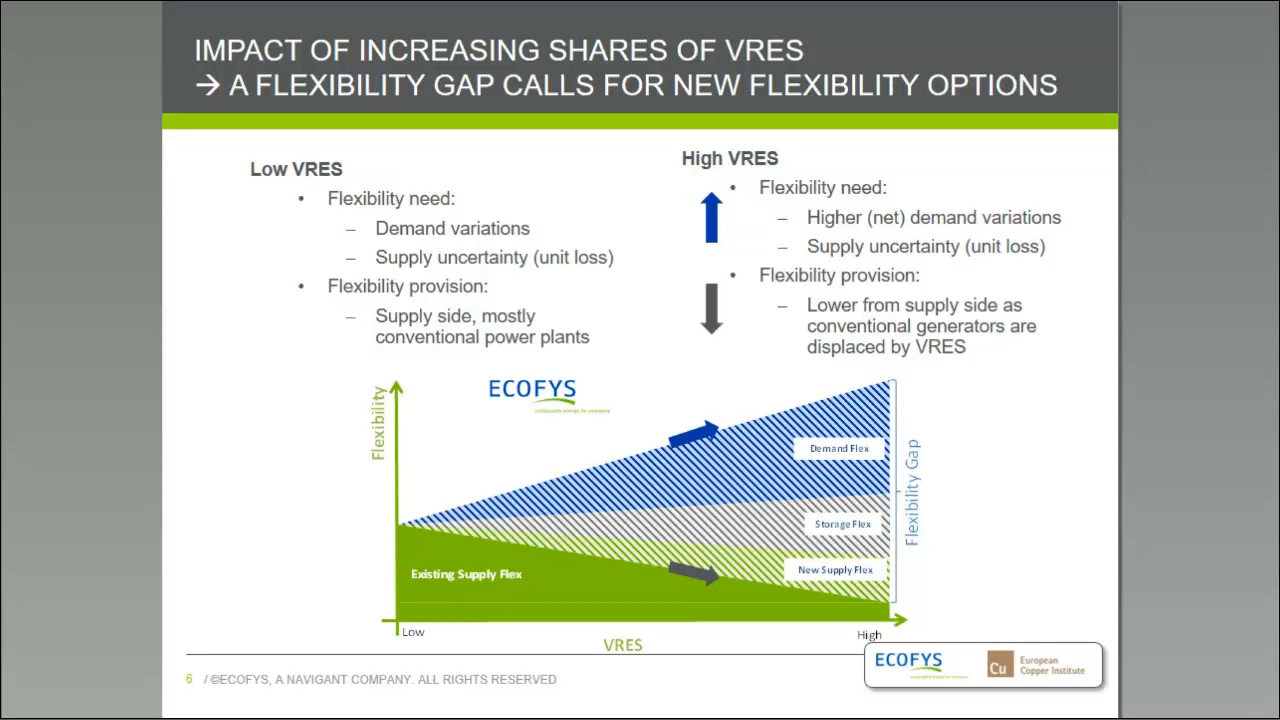 IMPACT OF INCREASING SHARES OF VRES
→ A FLEXIBILITY GAP CALLS FOR NEW FLEXIBILITY OPTIONS
Low VRES
• Flexibility need:
– Demand variations
– Supply uncertainty (unit loss)
• Flexibility provision:
– Supply side, mostly
conventional power plants
High VRES
• Flexibility need:
– Higher (net) demand variations
– Supply uncertainty (unit loss)
• Flexibility provision:
– Lower from supply side as
conventional generators are
displaced by VRES
Flexibility
ECOFYS
sustainable energy for everyone
Demand Flex
Storage Flex
New Supply Flex
Existing Supply Flex
Flexibility Gap
Low
High
VRES
6 / ©ECOFYS, A NAVIGANT COMPANY. ALL RIGHTS RESERVED
ECOFYS
Cu
European
Copper Institute